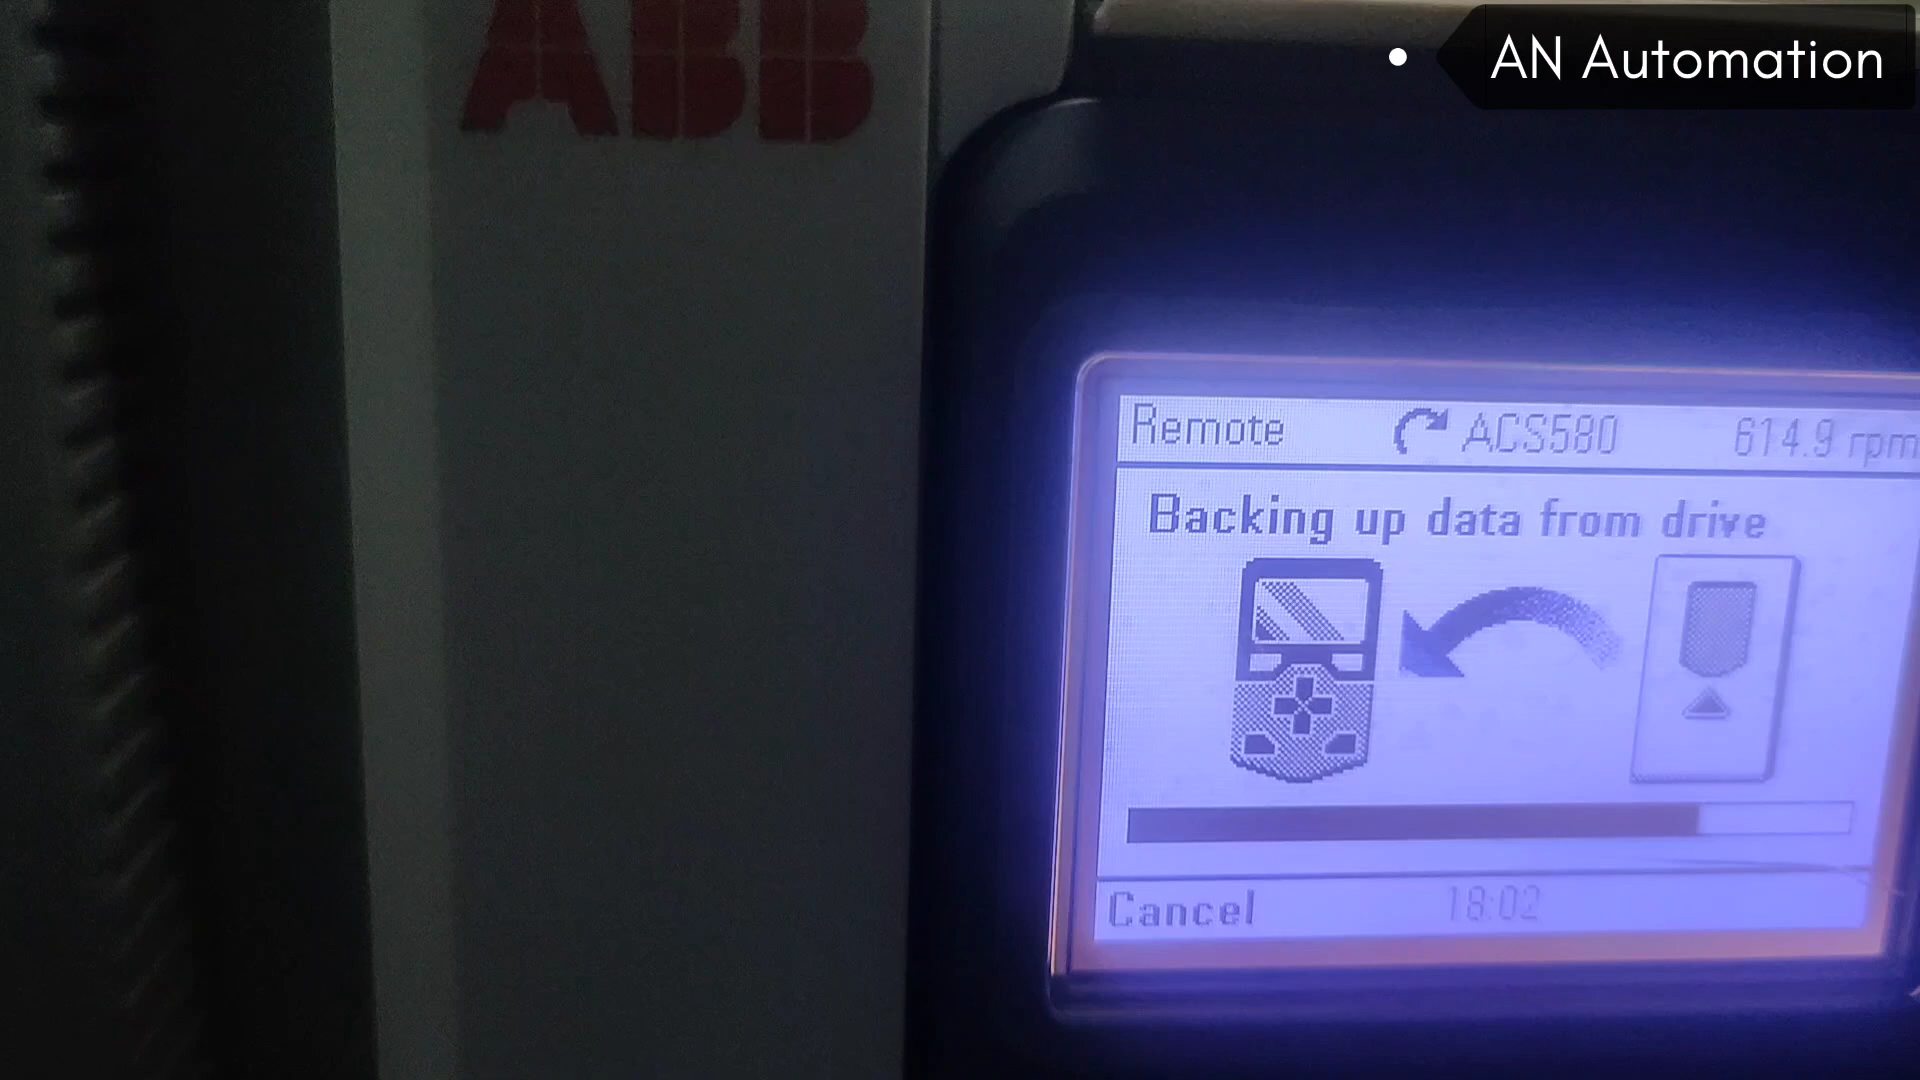 ABB
AN Automation
Remote ACS580 614.9 rpm
Backing up data from drive
Cancel 18:02